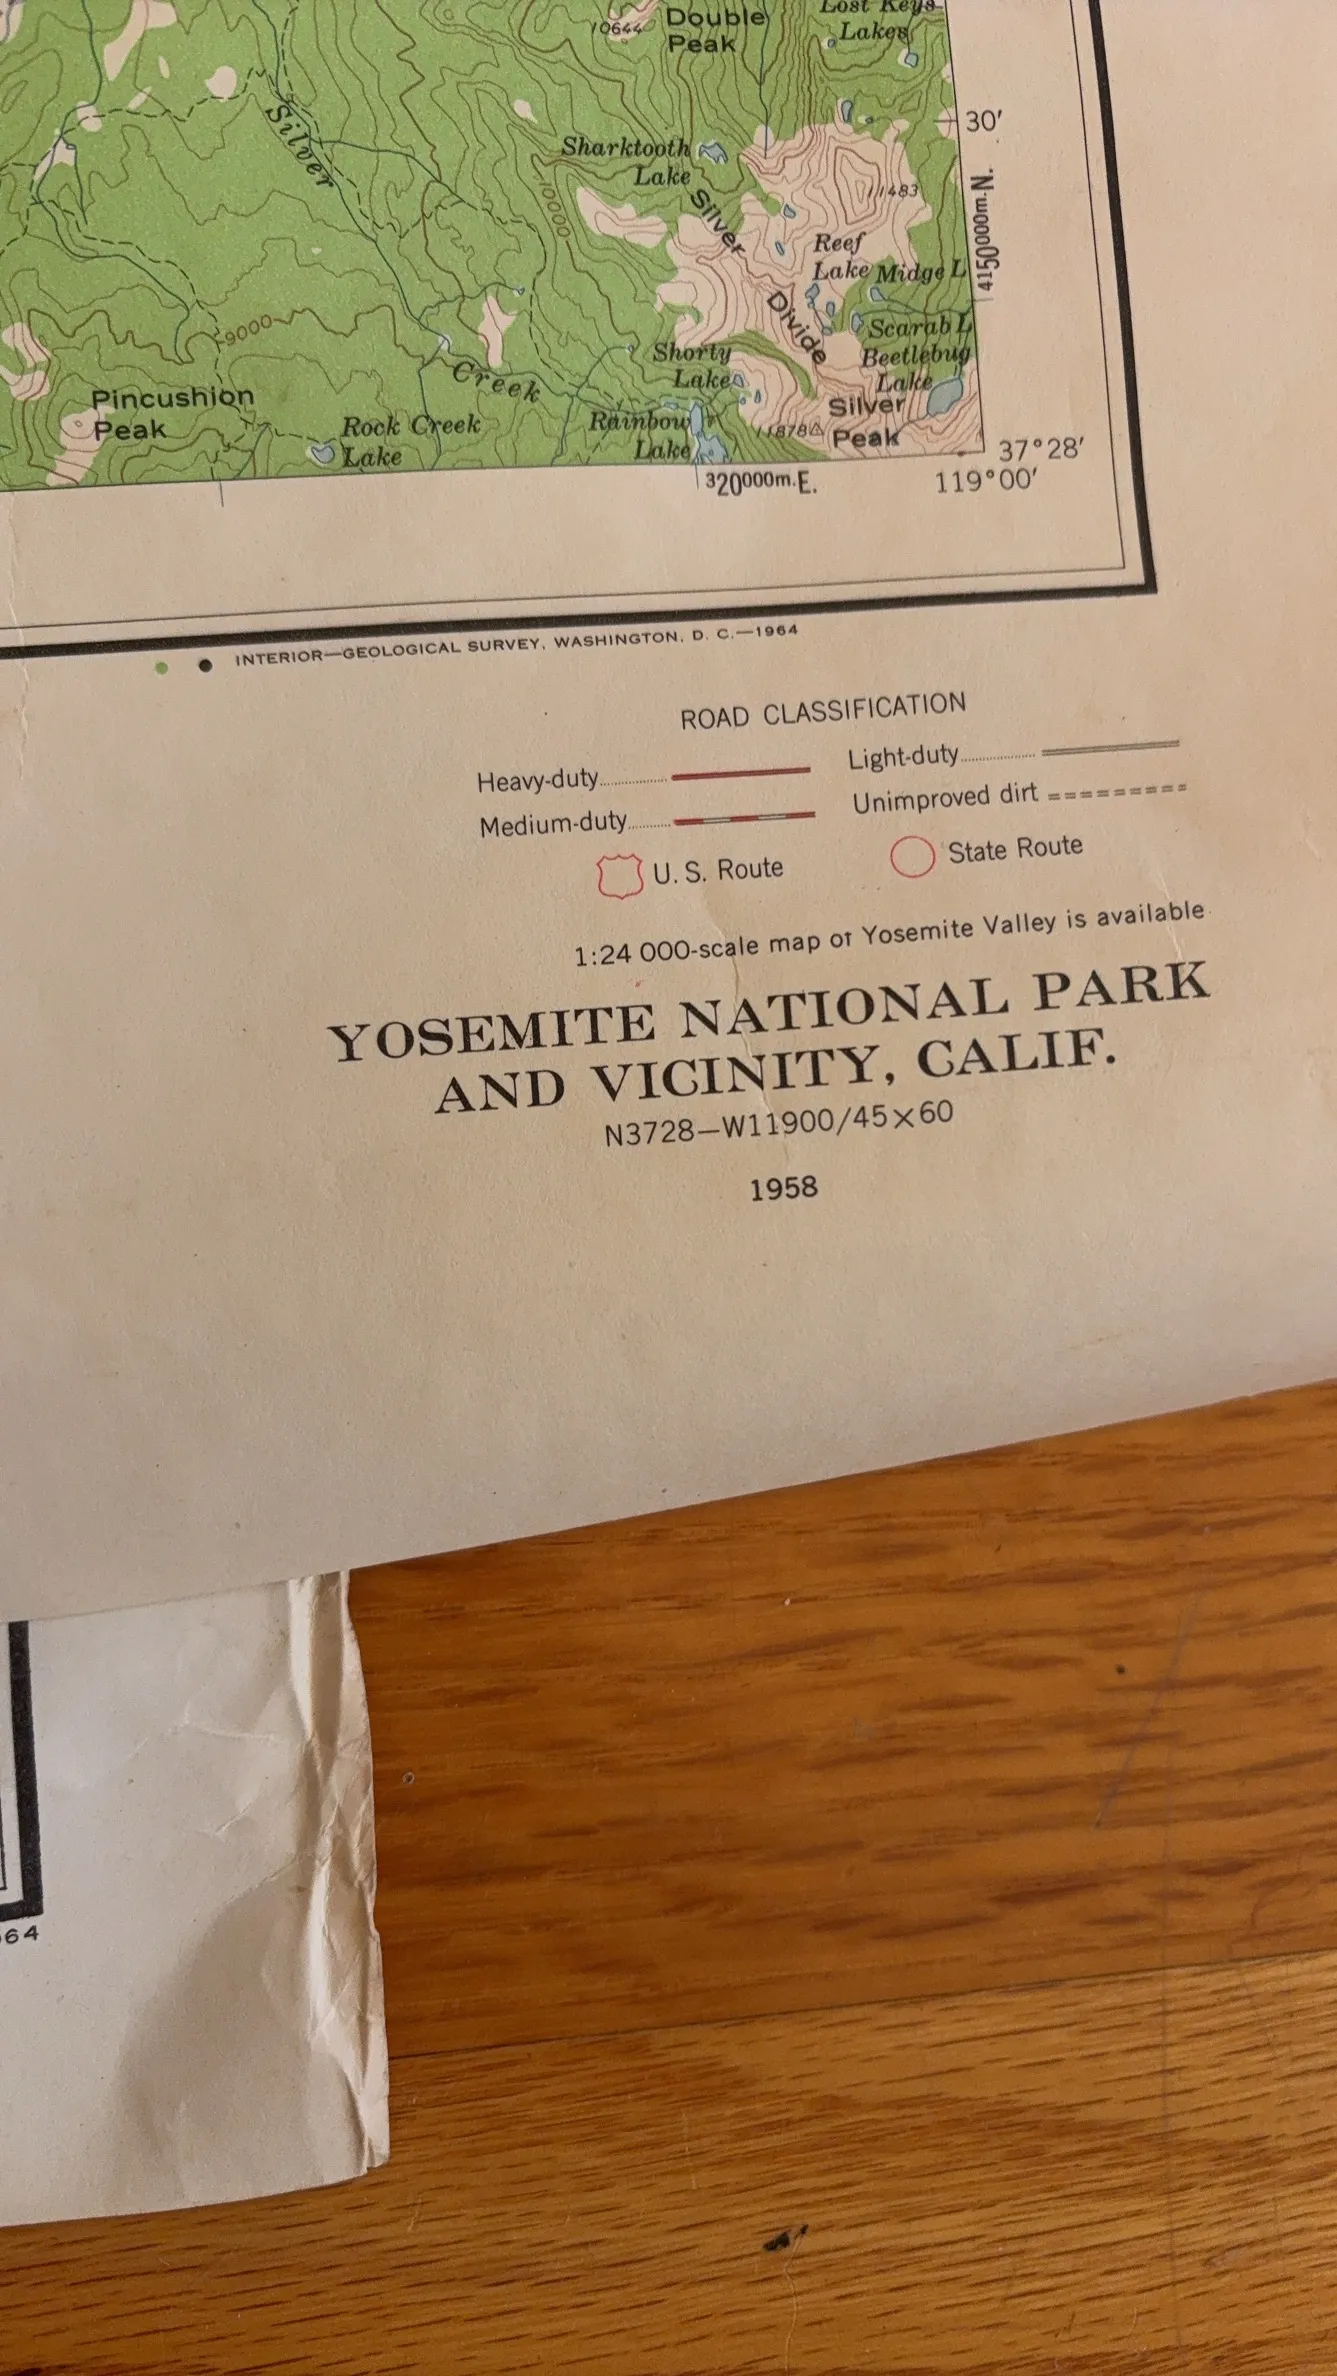 Lost Keys
Lakes
Double
Peak
10644
30'
Silver
Sharktooth
Lake
10000
Silver
Divide
11483
4150000m.N.
Reef
Lake
Midge L
Scarab L
Beetlebug
Lake
9000
Shorty
Lake
Creek
Pincushion
Peak
Rock Creek
Lake
Rainbow
Lake
11878
Silver
Peak
37°28'
320000m.E.
119°00'
INTERIOR—GEOLOGICAL SURVEY, WASHINGTON, D. C.—1964
ROAD CLASSIFICATION
Heavy-duty
Light-duty
Medium-duty
Unimproved dirt
U. S. Route
State Route
1:24 000-scale map of Yosemite Valley is available
YOSEMITE NATIONAL PARK
AND VICINITY, CALIF.
N3728—W11900/45×60
1958
64